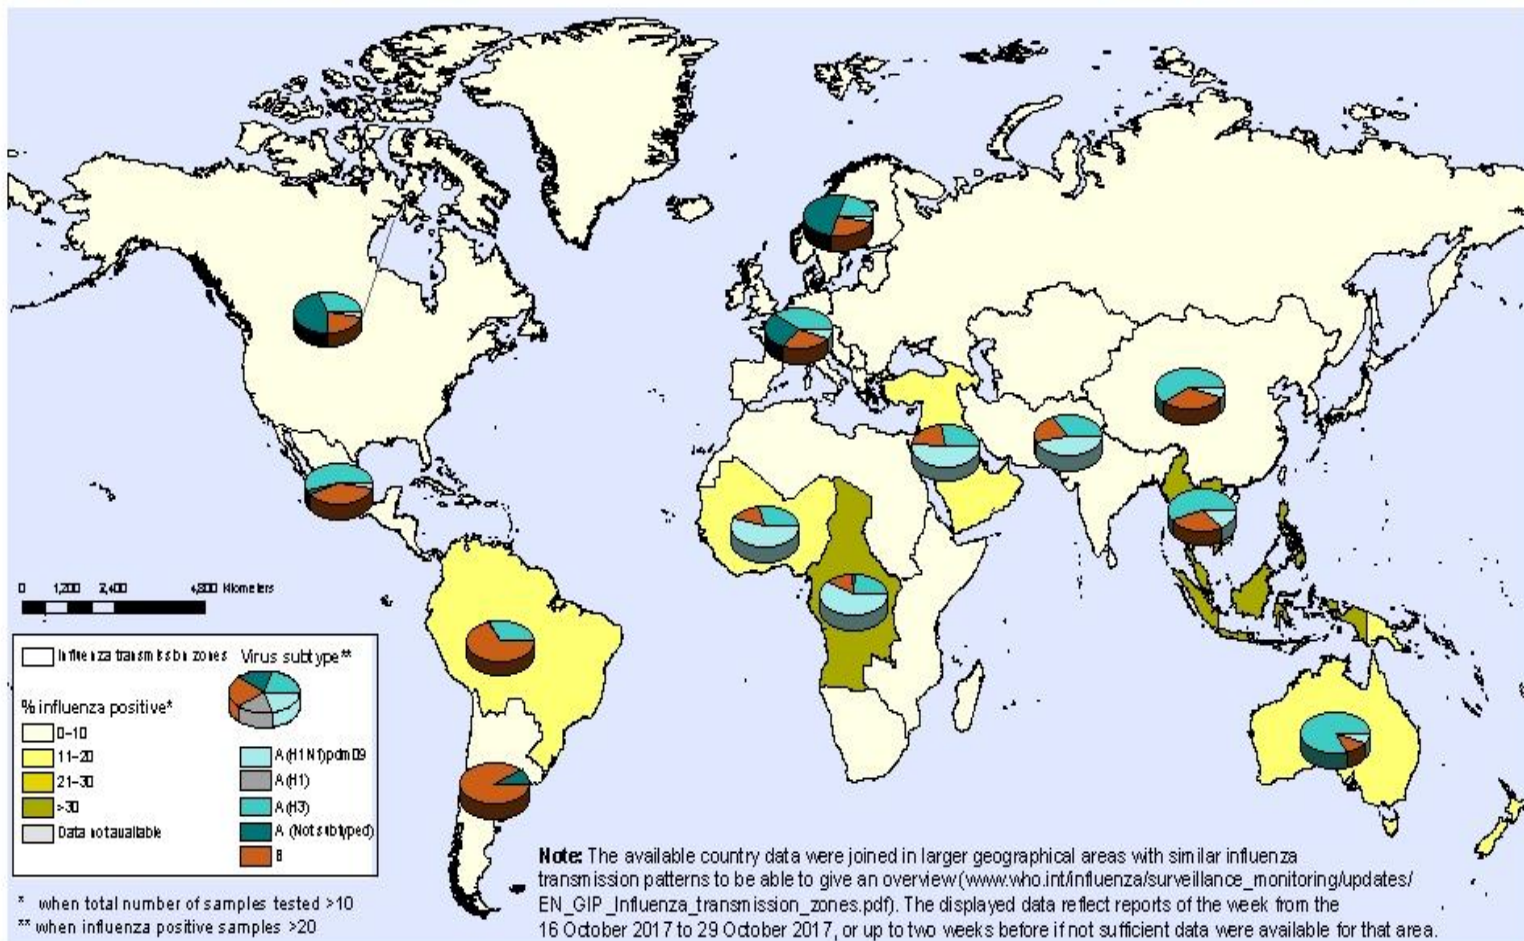 0 1,200 2,400 4,800 Kilometers
Influenza transmission zones
Virus subtype**
% influenza positive*
0-10
11-20
21-30
>30
Data not available
A(H1N1)pdm09
A(H1)
A(H3)
A (Not subtyped)
B
* when total number of samples tested >10
** when influenza positive samples >20
Note: The available country data were joined in larger geographical areas with similar influenza
transmission patterns to be able to give an overview (www.who.int/influenza/surveillance_monitoring/updates/
EN_GIP_Influenza_transmission_zones.pdf). The displayed data reflect reports of the week from the
16 October 2017 to 29 October 2017, or up to two weeks before if not sufficient data were available for that area.